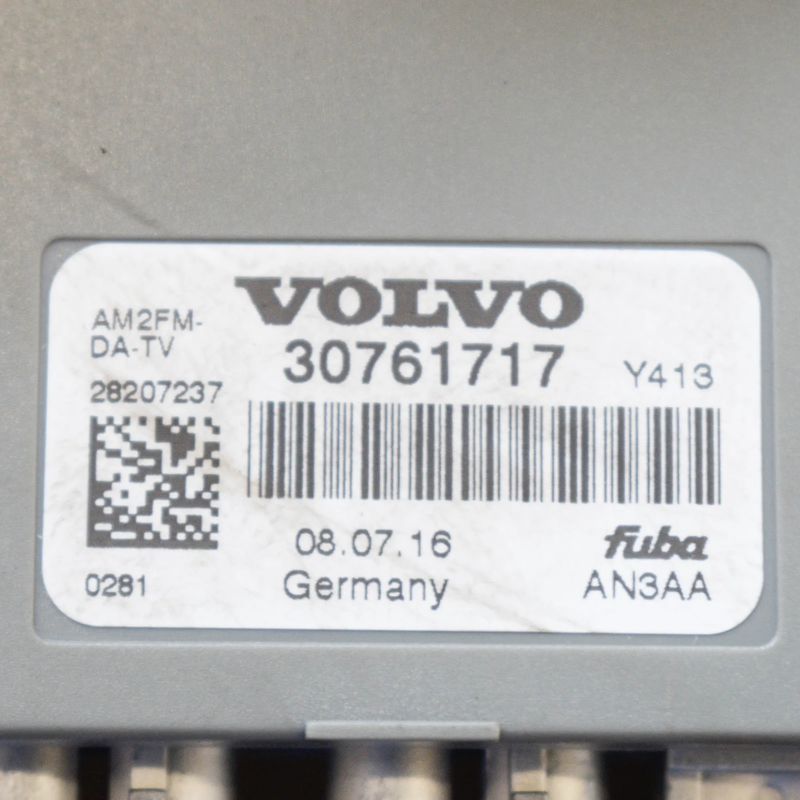 VOLVO
AM2FM-
DA-TV
30761717
Y413
28207237
08.07.16
fuba
0281
Germany
AN3AA